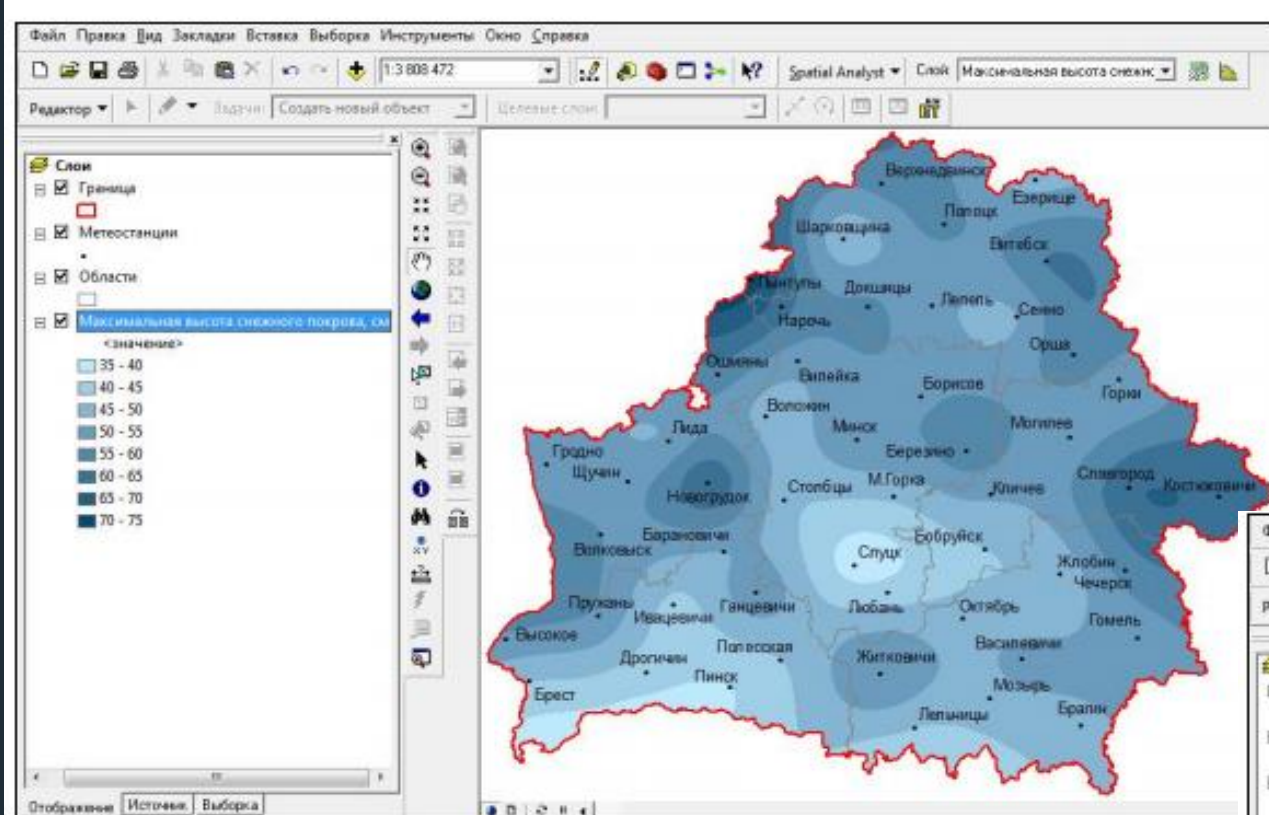 Файл Правка Вид Закладки Вставка Выборка Инструменты Окно Справка
1:3 808 472 Spatial Analyst Слой: Максимальная высота снежн
Редактор Задачи: Создать новый объект Целевые слои:
Слои
Граница
Метеостанции
Области
Максимальная высота снежного покрова, см
<значение>
35 - 40
40 - 45
45 - 50
50 - 55
55 - 60
60 - 65
65 - 70
70 - 75
Отображение Источник Выборка
Верхнедвинск
Езерище
Полоцк
Шарковщина
Витебск
Лынтупы
Докшицы
Лепель
Сенно
Нарочь
Орша
Ошмяны
Вилейка
Борисов
Горки
Воложин
Лида
Минск
Могилев
Гродно
Березино
Щучин
Новогрудок
Столбцы
М.Горка
Кличев
Славгород
Костюковичи
Барановичи
Волковыск
Слуцк
Бобруйск
Жлобин
Чечерск
Пружаны
Ивацевичи
Ганцевичи
Любань
Октябрь
Гомель
Высокое
Дрогичин
Полесская
Житковичи
Василевичи
Пинск
Мозырь
Брест
Лельчицы
Брагин